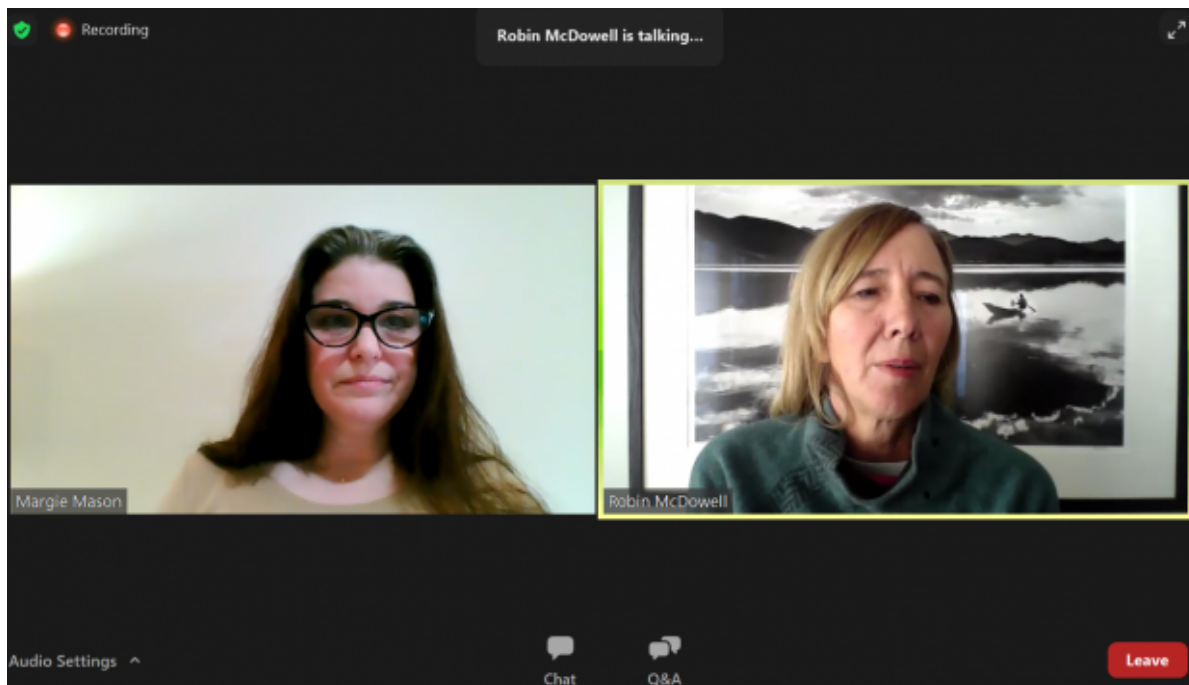 Recording
Robin McDowell is talking...
Margie Mason
Robin McDowell
Audio Settings
Chat
Q&A
Leave